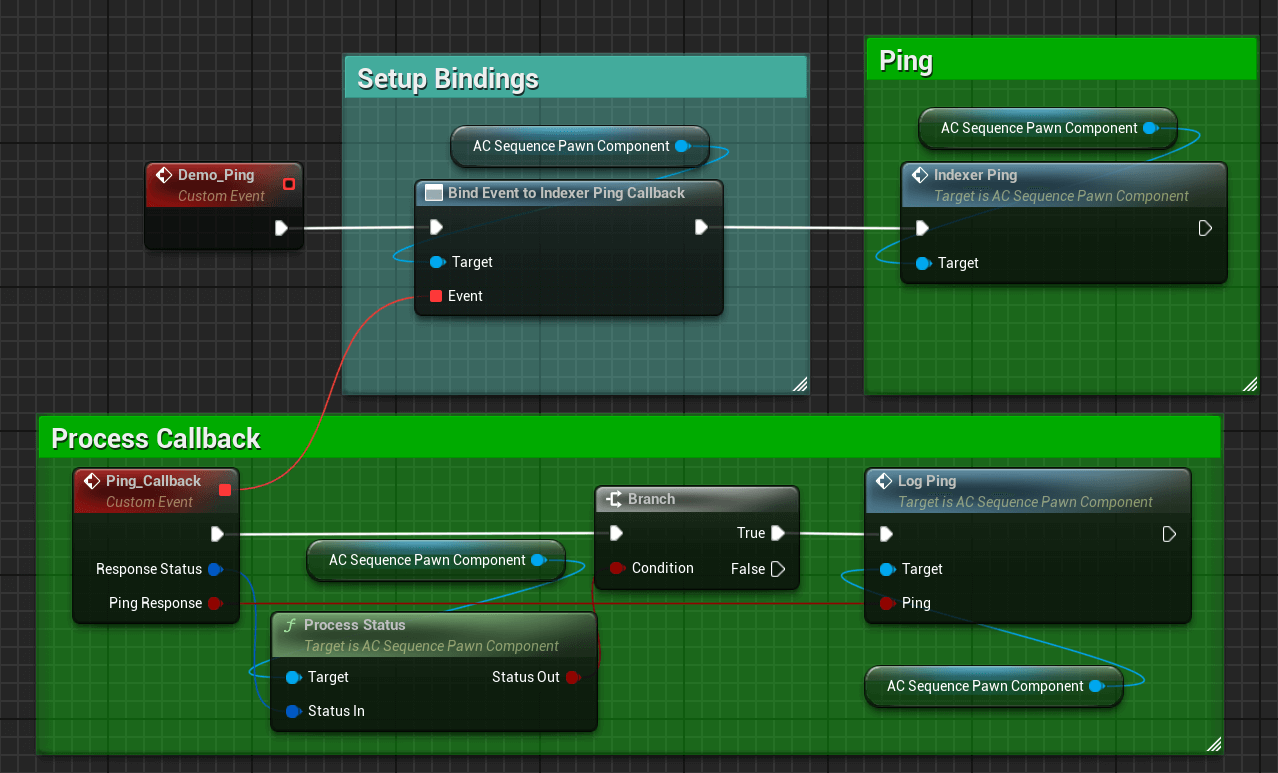 Setup Bindings
AC Sequence Pawn Component
Demo_Ping
Custom Event
Bind Event to Indexer Ping Callback
Target
Event
Ping
AC Sequence Pawn Component
Indexer Ping
Target is AC Sequence Pawn Component
Target
Process Callback
Ping_Callback
Custom Event
Response Status
Ping Response
AC Sequence Pawn Component
Process Status
Target is AC Sequence Pawn Component
Target
Status Out
Status In
Branch
True
Condition
False
Log Ping
Target is AC Sequence Pawn Component
Target
Ping
AC Sequence Pawn Component